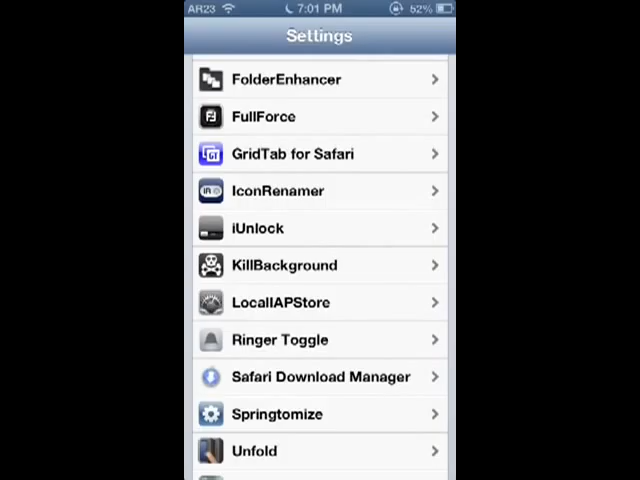 AR23 7:01 PM 52%
Settings
FolderEnhancer
FullForce
GridTab for Safari
IconRenamer
iUnlock
KillBackground
LocalIAPStore
Ringer Toggle
Safari Download Manager
Springtomize
Unfold